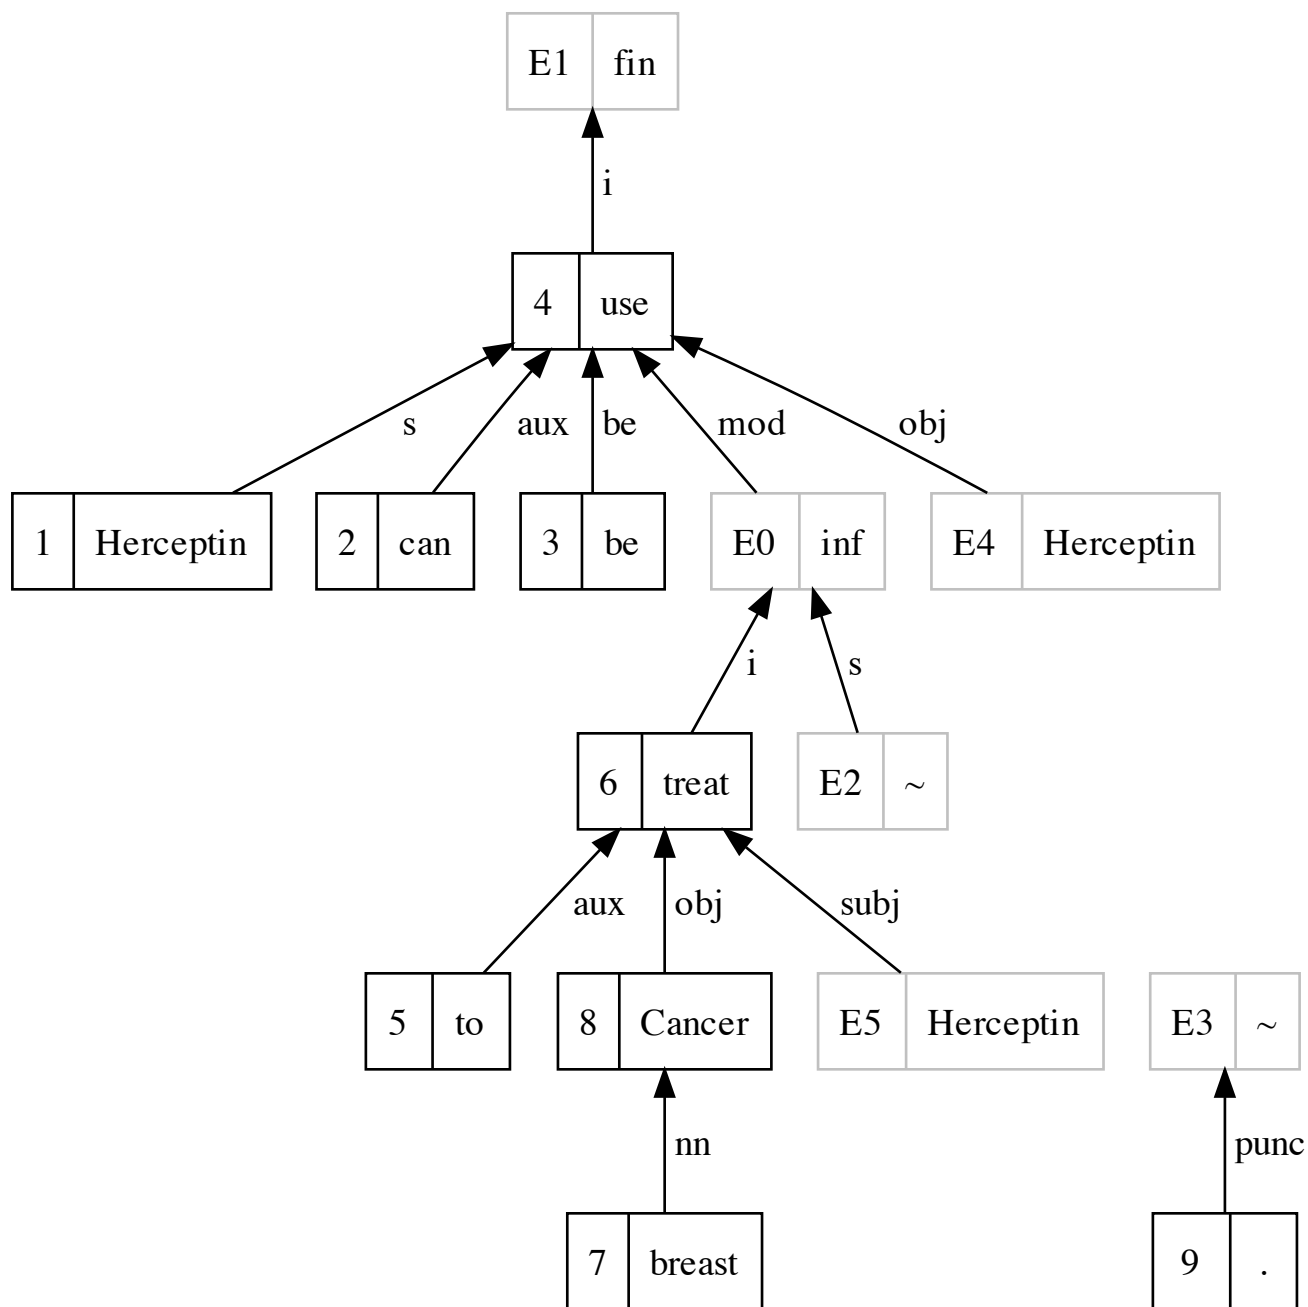 E1 fin
i
4 use
s aux be mod obj
1 Herceptin 2 can 3 be E0 inf E4 Herceptin
i s
6 treat E2 ~
aux obj subj
5 to 8 Cancer E5 Herceptin E3 ~
nn punc
7 breast 9 .